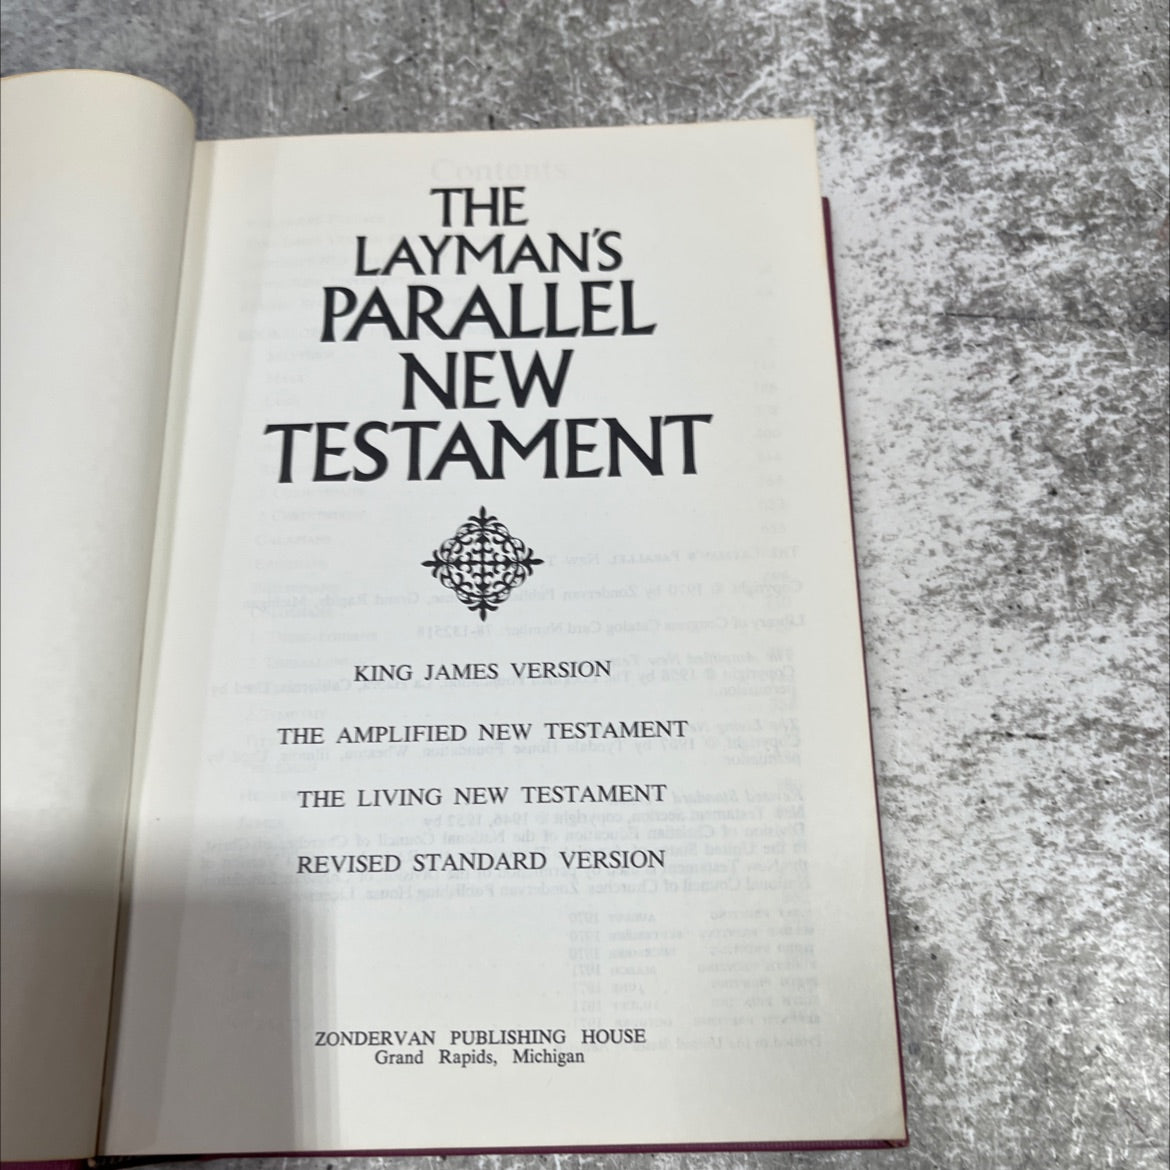 Contents
THE
LAYMAN'S
PARALLEL
NEW
TESTAMENT
KING JAMES VERSION
THE AMPLIFIED NEW TESTAMENT
THE LIVING NEW TESTAMENT
REVISED STANDARD VERSION
ZONDERVAN PUBLISHING HOUSE
Grand Rapids, Michigan